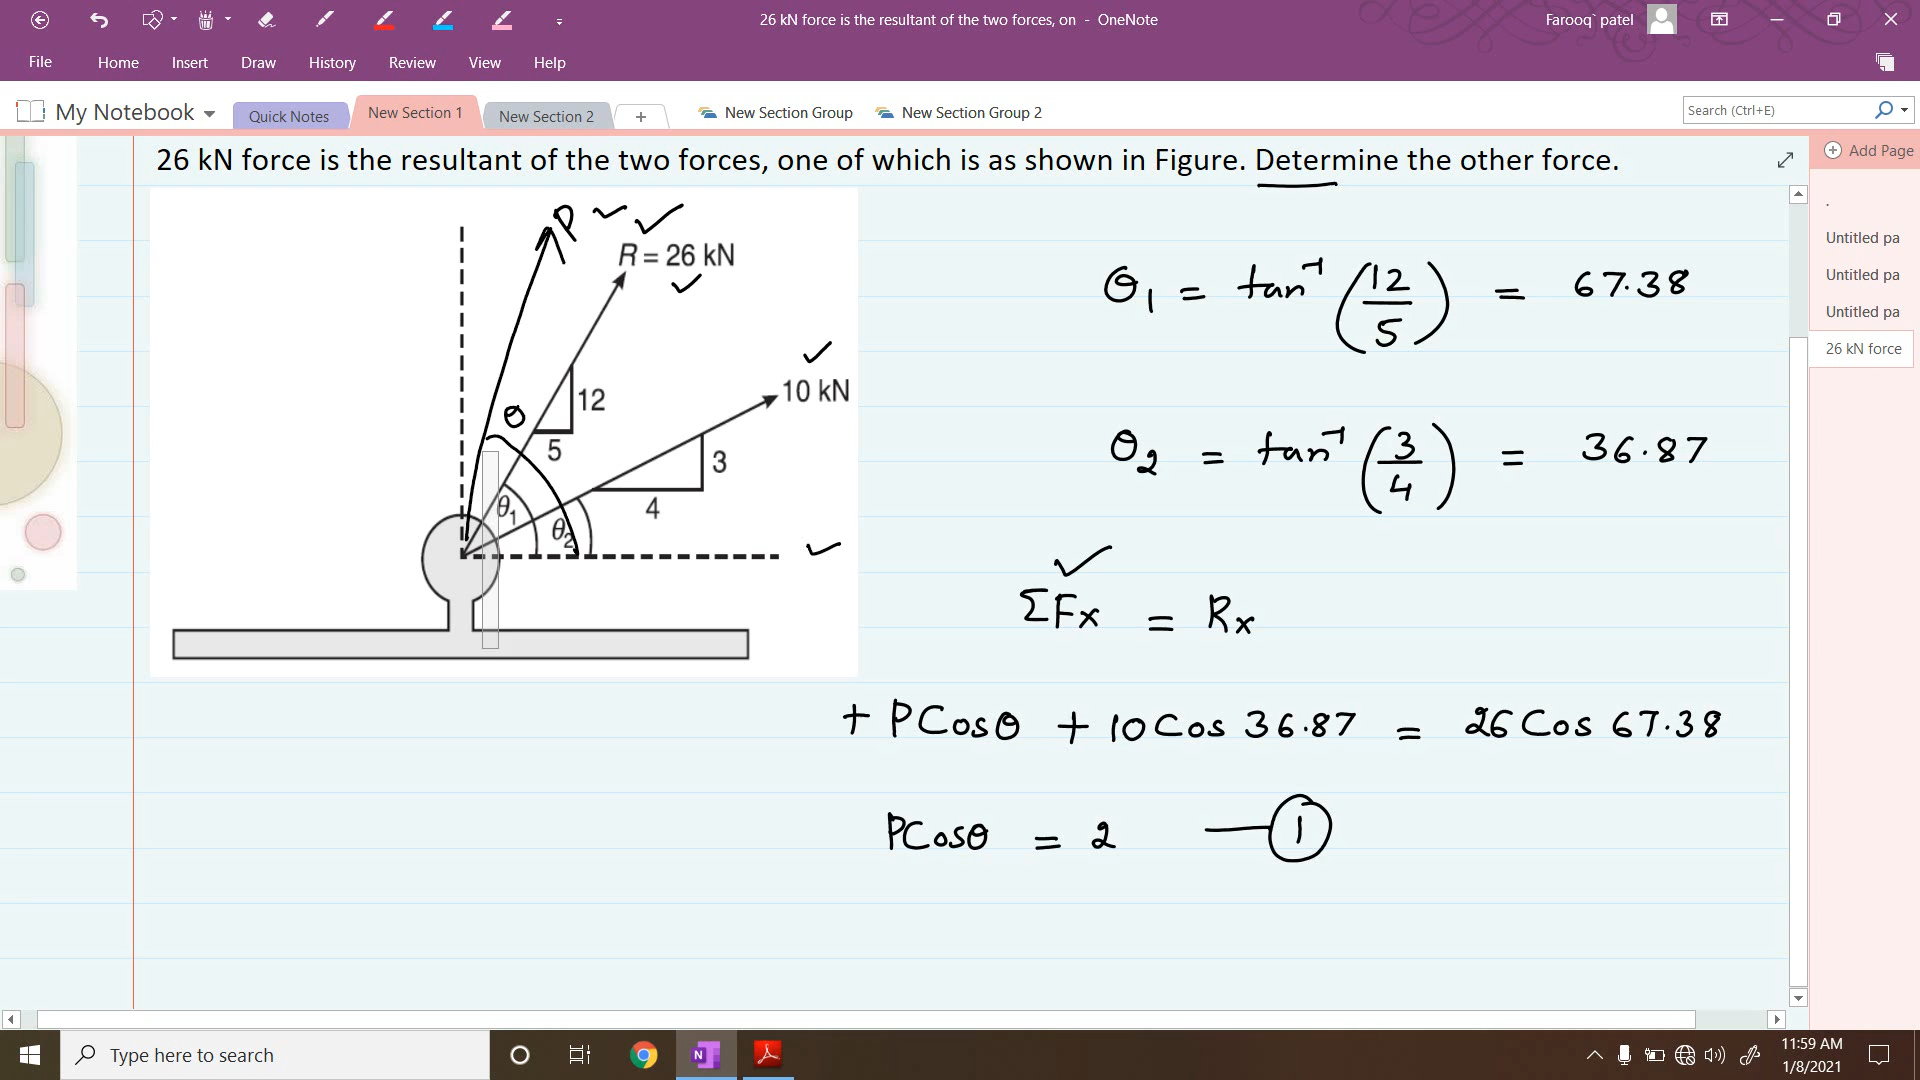 26 kN force is the resultant of the two forces, on - OneNote
Farooq` patel
File Home Insert Draw History Review View Help
My Notebook
Quick Notes
New Section 1
New Section 2
+
New Section Group
New Section Group 2
Search (Ctrl+E)
26 kN force is the resultant of the two forces, one of which is as shown in Figure. Determine the other force.
Add Page
.
Untitled pa
Untitled pa
Untitled pa
26 kN force
P
R = 26 kN
10 kN
12
5
3
4
θ
θ₁
θ₂
θ₁ = tan⁻¹ (12/5) = 67.38
θ₂ = tan⁻¹ (3/4) = 36.87
ΣFx = Rx
+ PCosθ + 10Cos 36.87 = 26Cos 67.38
PCosθ = 2 — 1
Type here to search
11:59 AM
1/8/2021